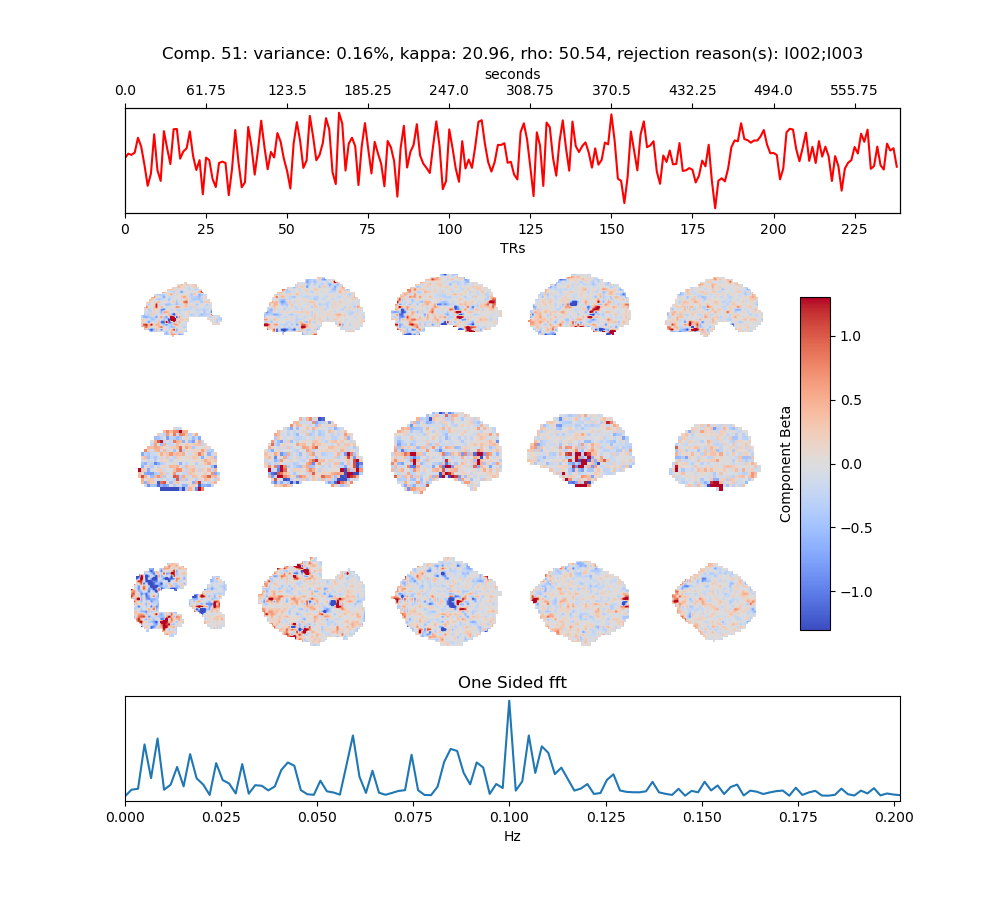 Comp. 51: variance: 0.16%, kappa: 20.96, rho: 50.54, rejection reason(s): I002;I003
seconds
0.0 61.75 123.5 185.25 247.0 308.75 370.5 432.25 494.0 555.75
0 25 50 75 100 125 150 175 200 225
TRs
1.0
0.5
0.0
−0.5
−1.0
Component Beta
One Sided fft
0.000 0.025 0.050 0.075 0.100 0.125 0.150 0.175 0.200
Hz